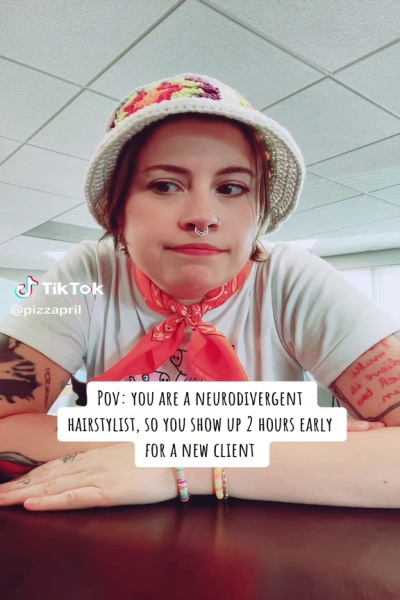 TikTok
@pizzapril
POV: YOU ARE A NEURODIVERGENT
HAIRSTYLIST, SO YOU SHOW UP 2 HOURS EARLY
FOR A NEW CLIENT